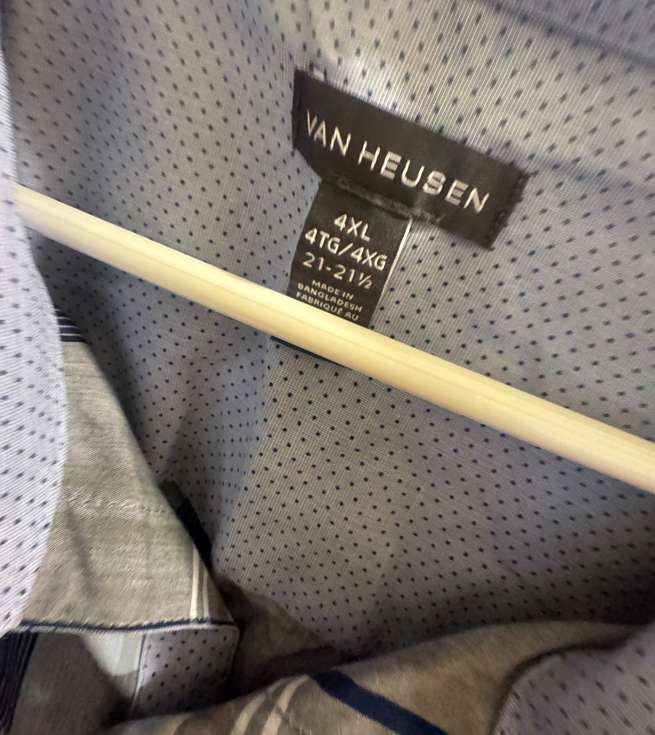 VAN HEUSEN
4XL
4TG/4XG
21-21½
MADE IN
BANGLADESH
FABRIQUÉ AU